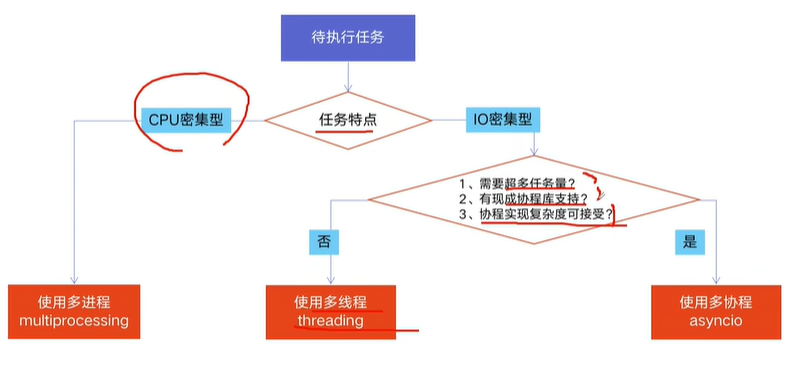 待执行任务
CPU密集型
任务特点
IO密集型
1、需要超多任务量?
2、有现成协程库支持?
3、协程实现复杂度可接受?
否
是
使用多进程
multiprocessing
使用多线程
threading
使用多协程
asyncio